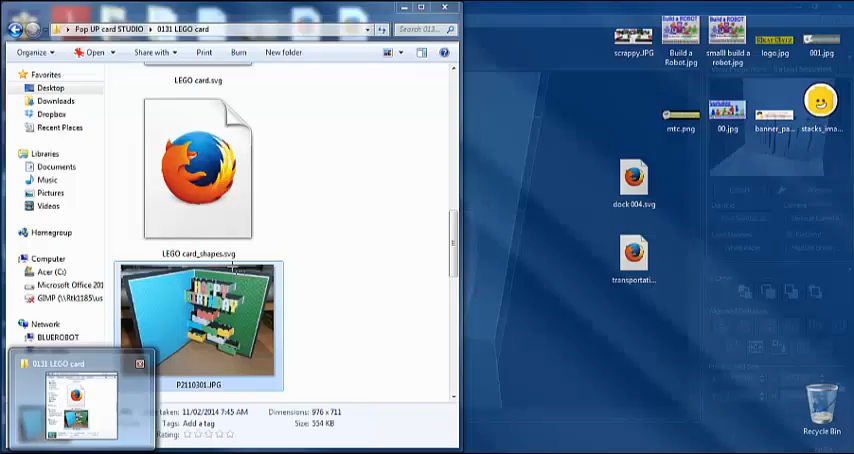 Pop UP card STUDIO
0131 LEGO card
Search 013...
Organize
Open
Share with
Print
Burn
New folder
Favorites
Desktop
Downloads
Dropbox
Recent Places
Libraries
Documents
Music
Pictures
Videos
Homegroup
Computer
Acer (C:)
Microsoft Office 201
GIMP (\\Rtk1185\us
Network
BLUEROBOT
LEGO card.svg
LEGO card_shapes.svg
HAPPY
BIRTHDAY
P2110301.JPG
0131 LEGO card
taken: 11/02/2014 7:45 AM
Dimensions: 976 x 711
Tags: Add a tag
Size: 554 KB
Rating:
scrappy.JPG
Build a
Robot.jpg
small build a
robot.jpg
logo.jpg
001.jpg
mtc.png
00.jpg
banner_pa...
stacks_ima...
dock 004.svg
transportati...
Recycle Bin